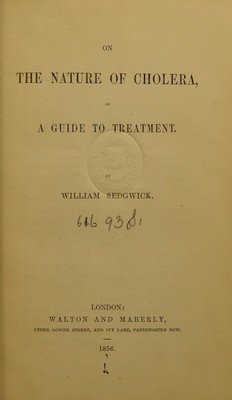 ON
THE NATURE OF CHOLERA,
AS
A GUIDE TO TREATMENT.
BY
WILLIAM SEDGWICK.
LONDON:
WALTON AND MABERLY,
UPPER GOWER STREET, AND IVY LANE, PATERNOSTER ROW.
1856.